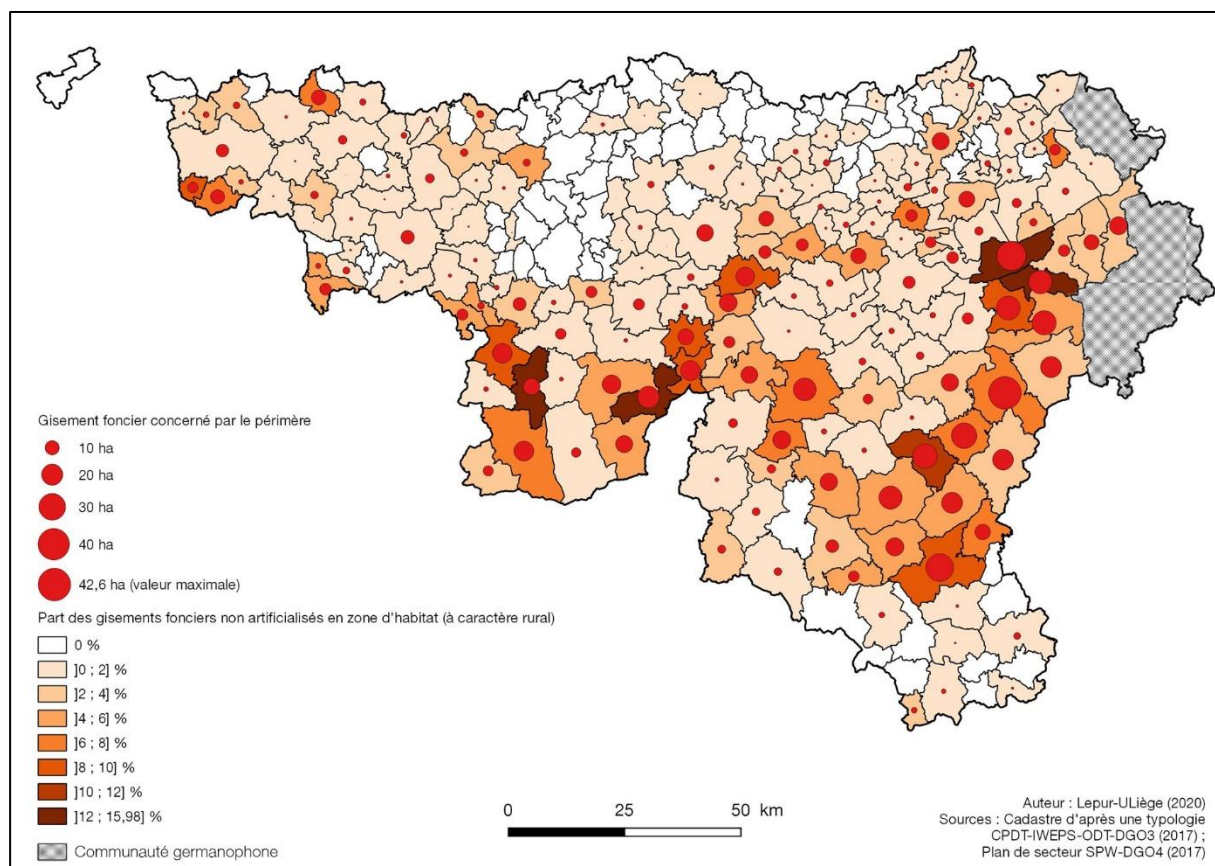 Gisement foncier concerné par le périmère
10 ha
20 ha
30 ha
40 ha
42,6 ha (valeur maximale)
Part des gisements fonciers non artificialisés en zone d'habitat (à caractère rural)
0 %
]0 ; 2] %
]2 ; 4] %
]4 ; 6] %
]6 ; 8] %
]8 ; 10] %
]10 ; 12] %
]12 ; 15,98] %
Communauté germanophone
0 25 50 km
Auteur : Lepur-ULiège (2020)
Sources : Cadastre d'après une typologie
CPDT-IWEPS-ODT-DGO3 (2017) ;
Plan de secteur SPW-DGO4 (2017)